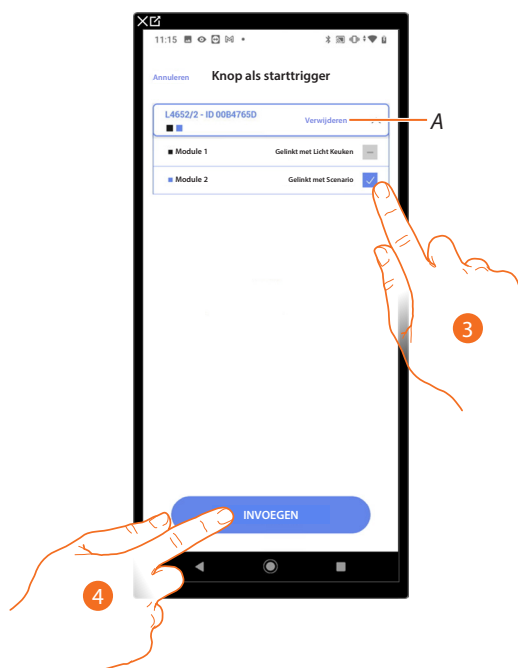 11:15
Annuleren Knop als starttrigger
L4652/2 - ID 00B4765D
Verwijderen
A
Module 1 Gelinkt met Licht Keuken
Module 2 Gelinkt met Scenario
3
INVOEGEN
4